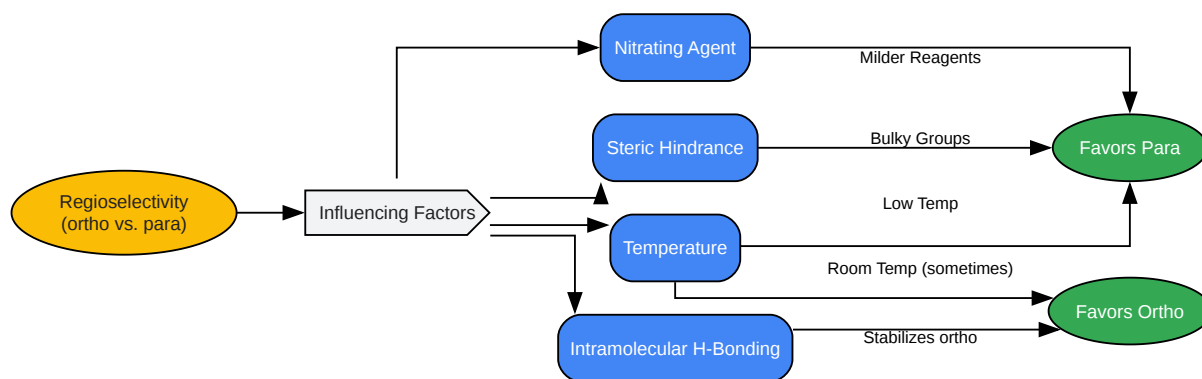 Regioselectivity
(ortho vs. para)
Influencing Factors
Nitrating Agent
Milder Reagents
Steric Hindrance
Bulky Groups
Favors Para
Low Temp
Temperature
Room Temp (sometimes)
Favors Ortho
Intramolecular H-Bonding
Stabilizes ortho